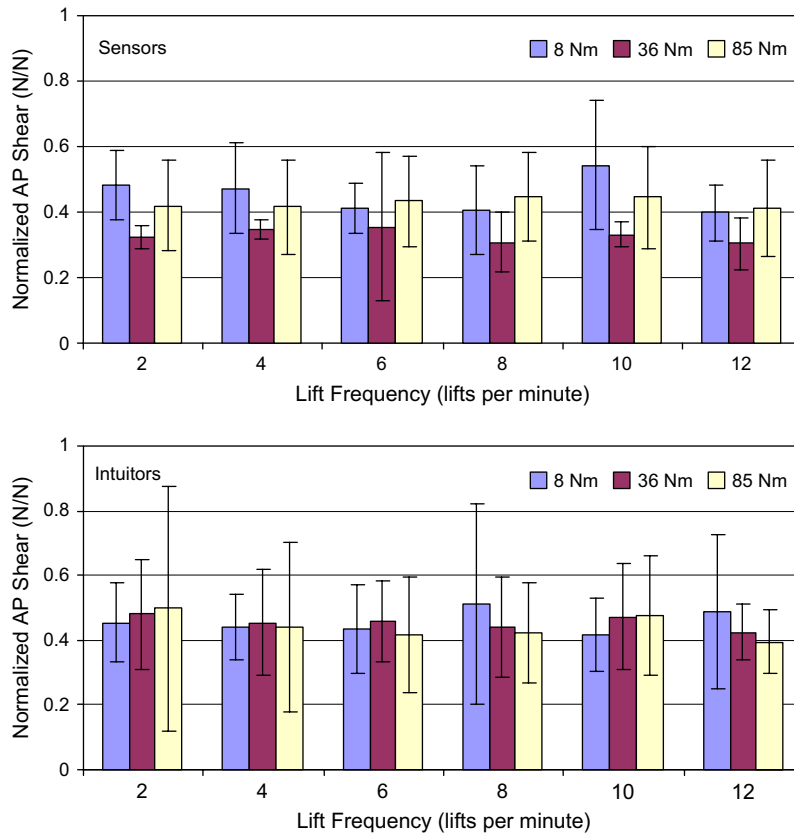 Sensors
8 Nm 36 Nm 85 Nm
Normalized AP Shear (N/N)
1
0.8
0.6
0.4
0.2
0
2 4 6 8 10 12
Lift Frequency (lifts per minute)
Intuitors
8 Nm 36 Nm 85 Nm
Normalized AP Shear (N/N)
1
0.8
0.6
0.4
0.2
0
2 4 6 8 10 12
Lift Frequency (lifts per minute)